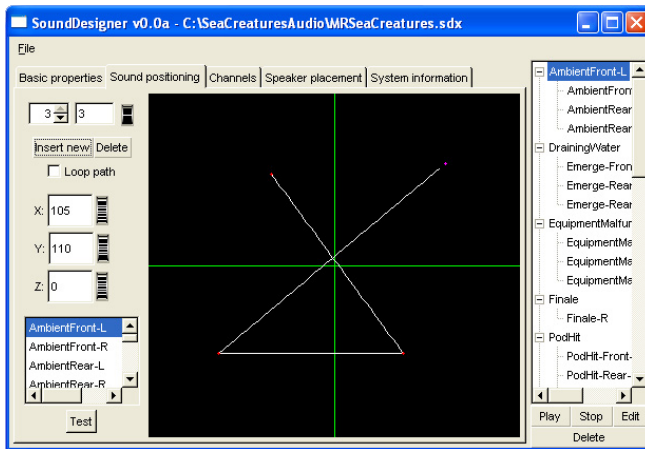 SoundDesigner v0.0a - C:\SeaCreaturesAudio\MRSeaCreatures.sdx
File
Basic properties Sound positioning Channels Speaker placement System information
3 3
Insert new Delete
Loop path
X: 105
Y: 110
Z: 0
AmbientFront-L
AmbientFront-R
AmbientRear-L
AmbientRear-R
Test
AmbientFront-L
AmbientFron
AmbientRear
AmbientRear
DrainingWater
Emerge-Fron
Emerge-Rear
Emerge-Rear
EquipmentMalfun
EquipmentMa
EquipmentMa
EquipmentMa
Finale
Finale-R
PodHit
PodHit-Front-
PodHit-Rear-
Play Stop Edit
Delete